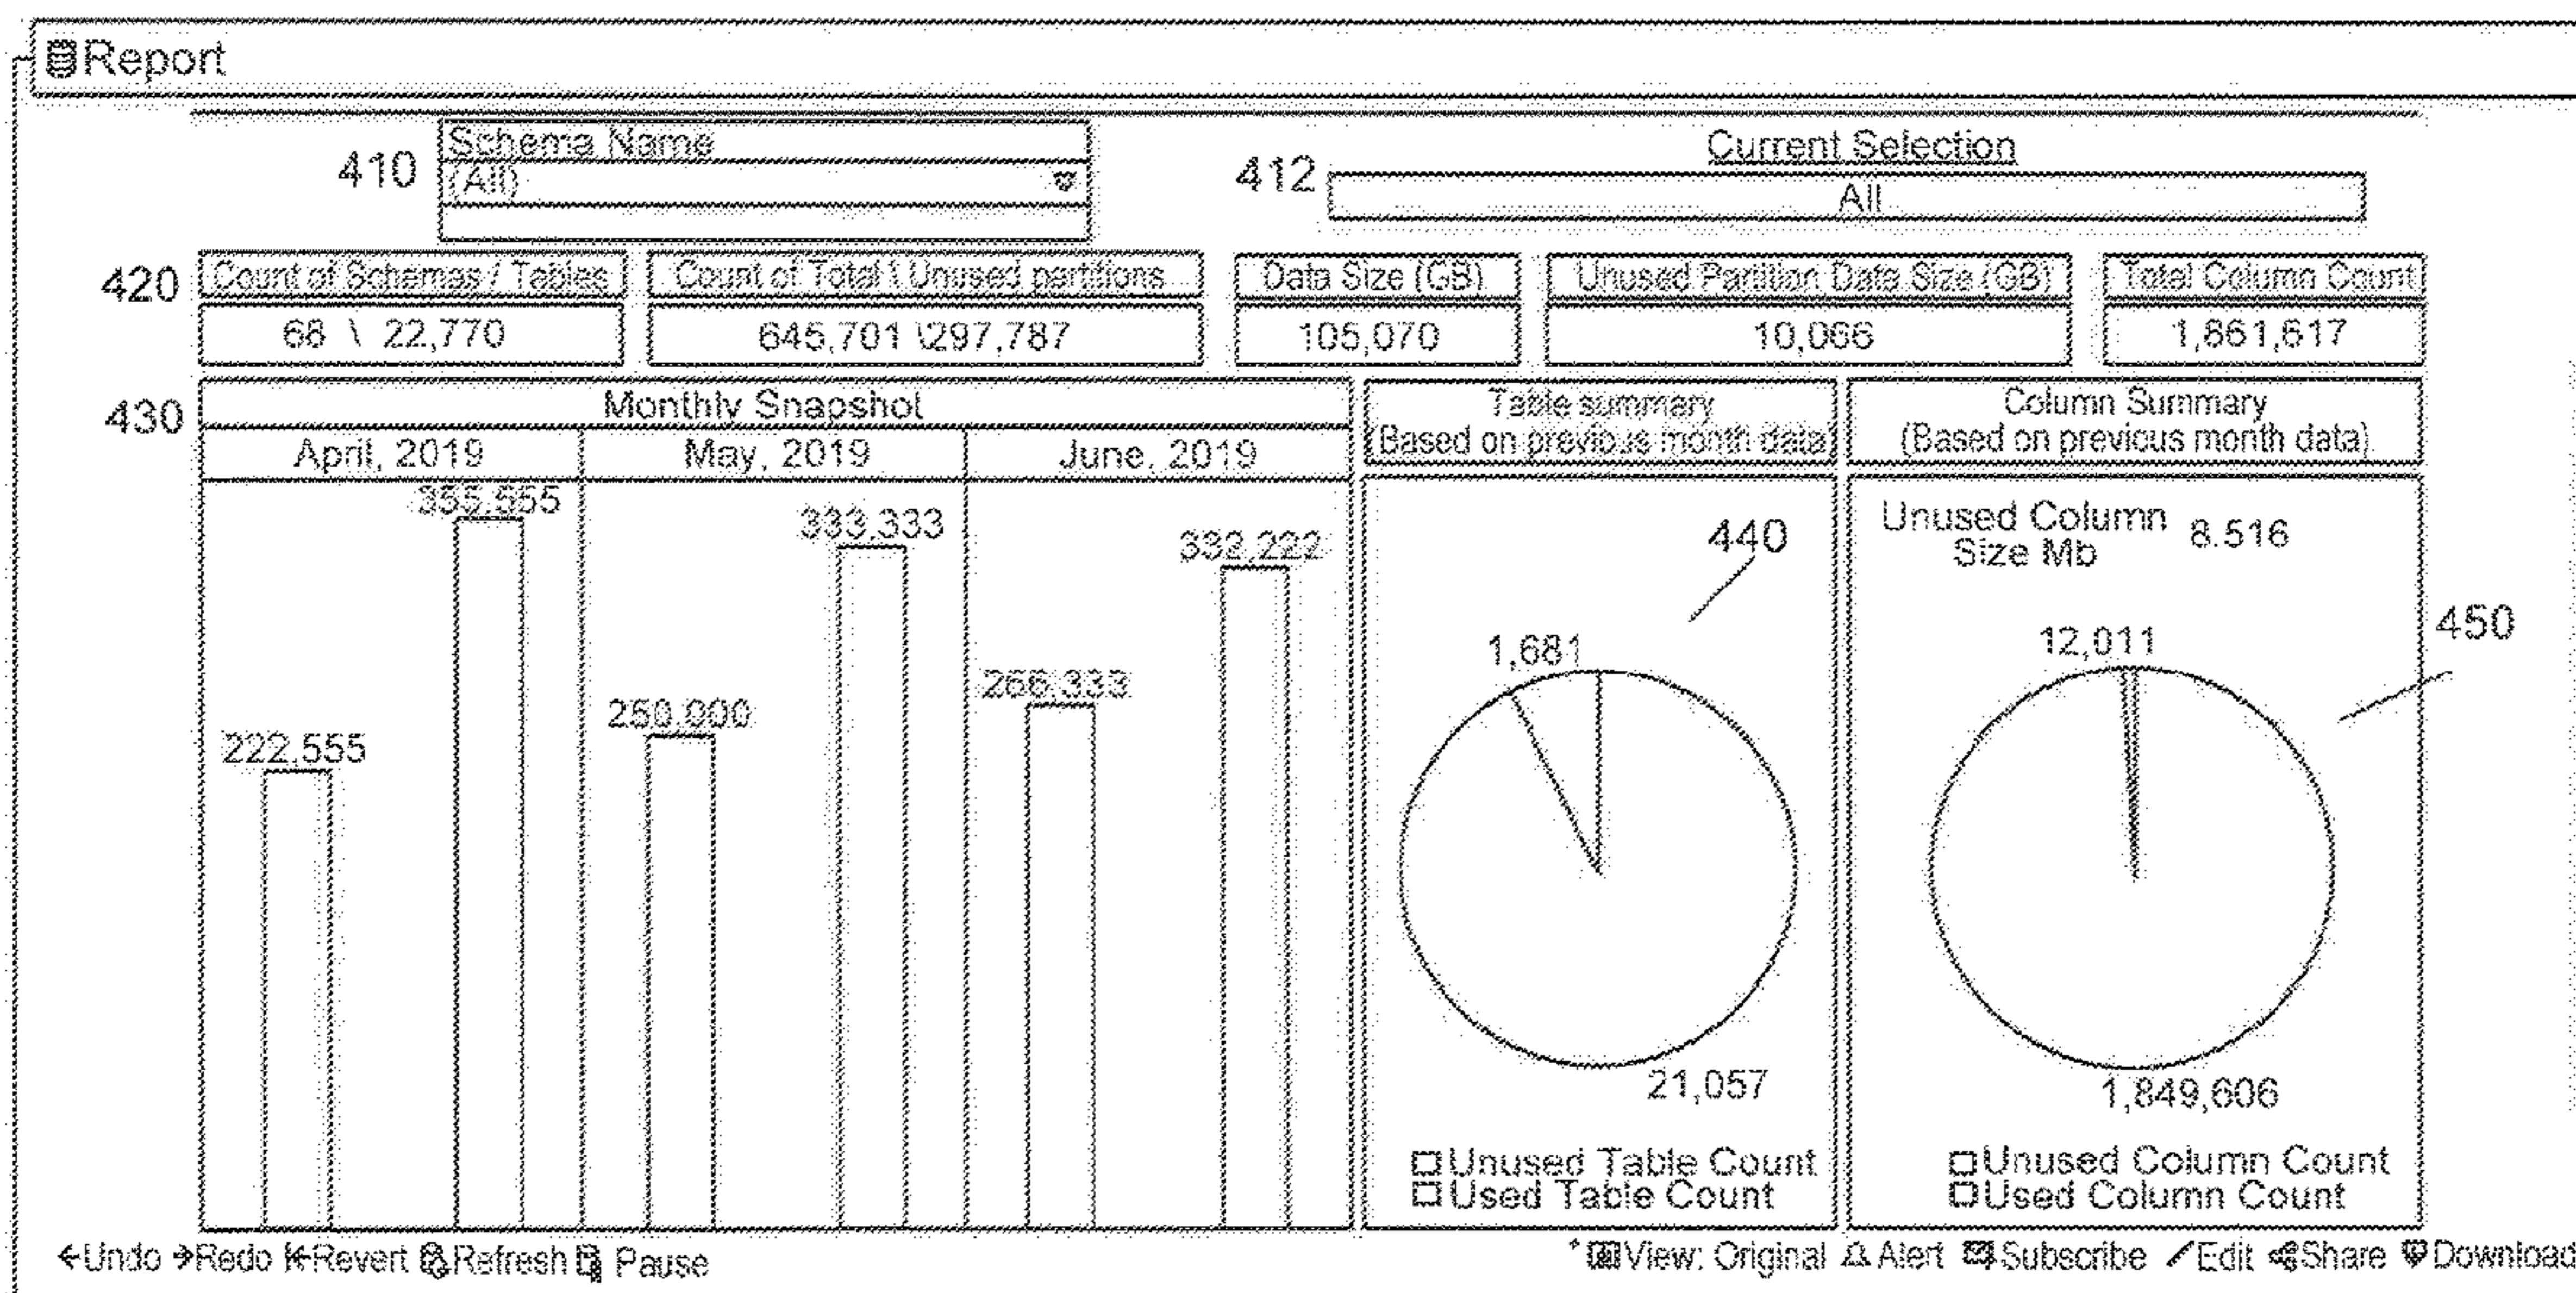 Report
410
Schema Name
(All)
412
Current Selection
All
420
Count of Schemas / Tables
68 \ 22,770
Count of Total \ Unused partitions
645,701 \297,787
Data Size (GB)
105,070
Unused Partition Data Size (GB)
10,066
Total Column Count
1,861,617
430
Monthly Snapshot
April, 2019
May, 2019
June, 2019
222,555
355,555
250,000
333,333
266,333
332,222
Table summary
(Based on previous month data)
440
1,681
21,057
Unused Table Count
Used Table Count
Column Summary
(Based on previous month data)
Unused Column
Size Mb
8.516
450
12,011
1,849,606
Unused Column Count
Used Column Count
Undo Redo Revert Refresh Pause
View: Original Alert Subscribe Edit Share Download